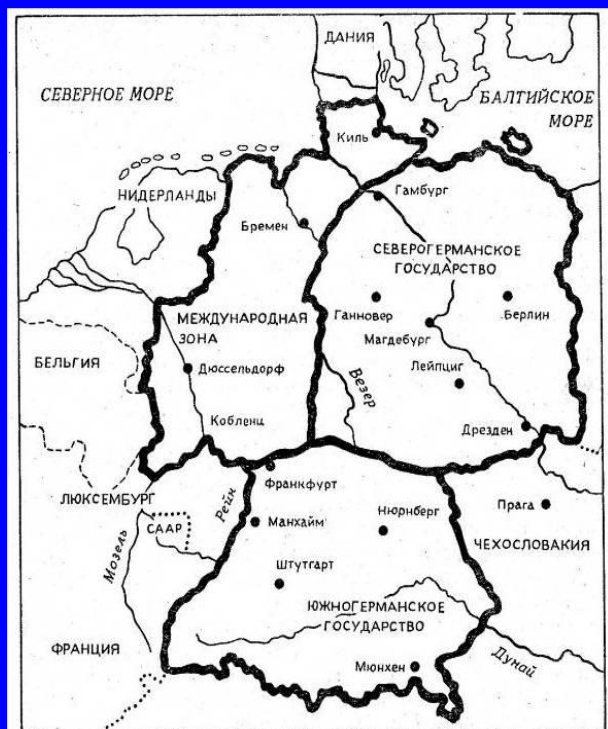 ДАНИЯ
СЕВЕРНОЕ МОРЕ
БАЛТИЙСКОЕ
МОРЕ
Киль
НИДЕРЛАНДЫ
Гамбург
Бремен
СЕВЕРОГЕРМАНСКОЕ
ГОСУДАРСТВО
МЕЖДУНАРОДНАЯ
ЗОНА
Ганновер
Берлин
Магдебург
БЕЛЬГИЯ
Дюссельдорф
Везер
Лейпциг
Кобленц
Дрезден
ЛЮКСЕМБУРГ
Рейн
Франкфурт
СААР
Манхайм
Нюрнберг
Прага
Мозель
ЧЕХОСЛОВАКИЯ
Штутгарт
ЮЖНОГЕРМАНСКОЕ
ГОСУДАРСТВО
ФРАНЦИЯ
Мюнхен
Дунай